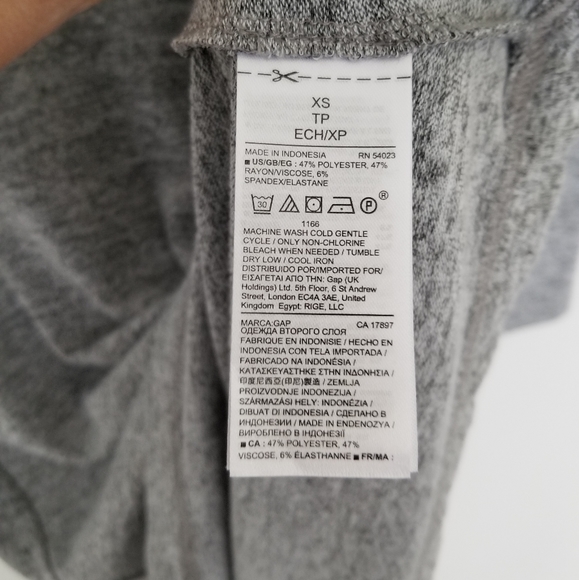 XS
TP
ECH/XP
MADE IN INDONESIA RN 54023
■ US/GB/EG : 47% POLYESTER, 47%
RAYON/VISCOSE, 6%
SPANDEX/ELASTANE
30 P ®
1166
MACHINE WASH COLD GENTLE
CYCLE / ONLY NON-CHLORINE
BLEACH WHEN NEEDED / TUMBLE
DRY LOW / COOL IRON
DISTRIBUIDO POR/IMPORTED FOR/
ΕΙΣΑΓΕΤΑΙ ΑΠΟ ΤΗΝ: Gap (UK
Holdings) Ltd. 5th Floor, 6 St Andrew
Street, London EC4A 3AE, United
Kingdom Egypt: RIGE, LLC
MARCA:GAP CA 17897
ОДЕЖДА ВТОРОГО СЛОЯ
FABRIQUE EN INDONISIE / HECHO EN
INDONESIA CON TELA IMPORTADA /
FABRICADO NA INDONÉSIA /
ΚΑΤΑΣΚΕΥΑΣΤΗΚΕ ΣΤΗΝ ΙΝΔΟΝΗΣΙΑ /
印度尼西亚(印尼)製造 / ZEMLJA
PROIZVODNJE INDONEZIJA /
SZÁRMAZÁSI HELY: INDONÉZIA /
DIBUAT DI INDONESIA / СДЕЛАНО В
ИНДОНЕЗИИ / MADE IN ENDENOZYA /
ВИРОБЛЕНО В ІНДОНЕЗІЇ
■ CA : 47% POLYESTER, 47%
VISCOSE, 6% ÉLASTHANNE ■ FR/MA :